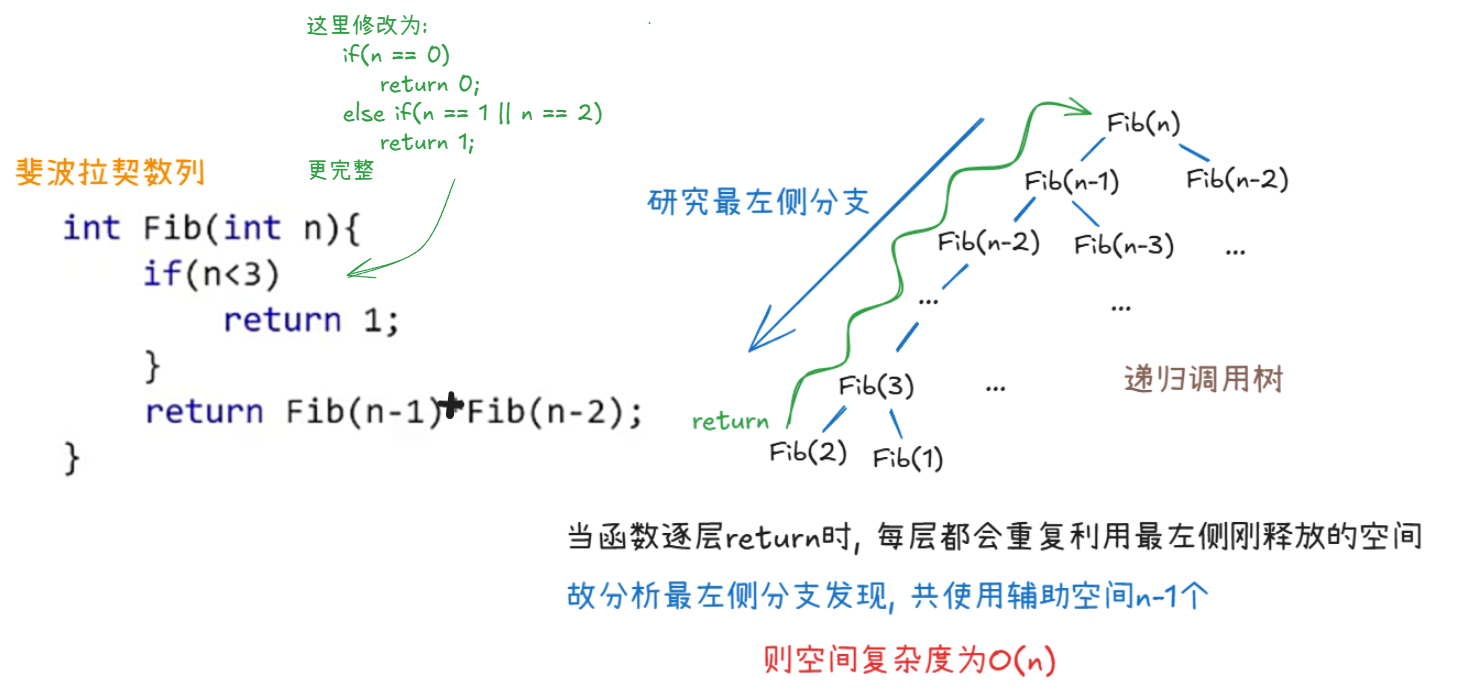 这里修改为:
if(n == 0)
return 0;
else if(n == 1 || n == 2)
return 1;
更完整
斐波拉契数列
int Fib(int n){
if(n<3)
return 1;
}
return Fib(n-1)+Fib(n-2);
}
研究最左侧分支
Fib(n)
Fib(n-1) Fib(n-2)
Fib(n-2) Fib(n-3) ...
... ...
Fib(3) ... 递归调用树
return
Fib(2) Fib(1)
当函数逐层return时, 每层都会重复利用最左侧刚释放的空间
故分析最左侧分支发现, 共使用辅助空间n-1个
则空间复杂度为O(n)